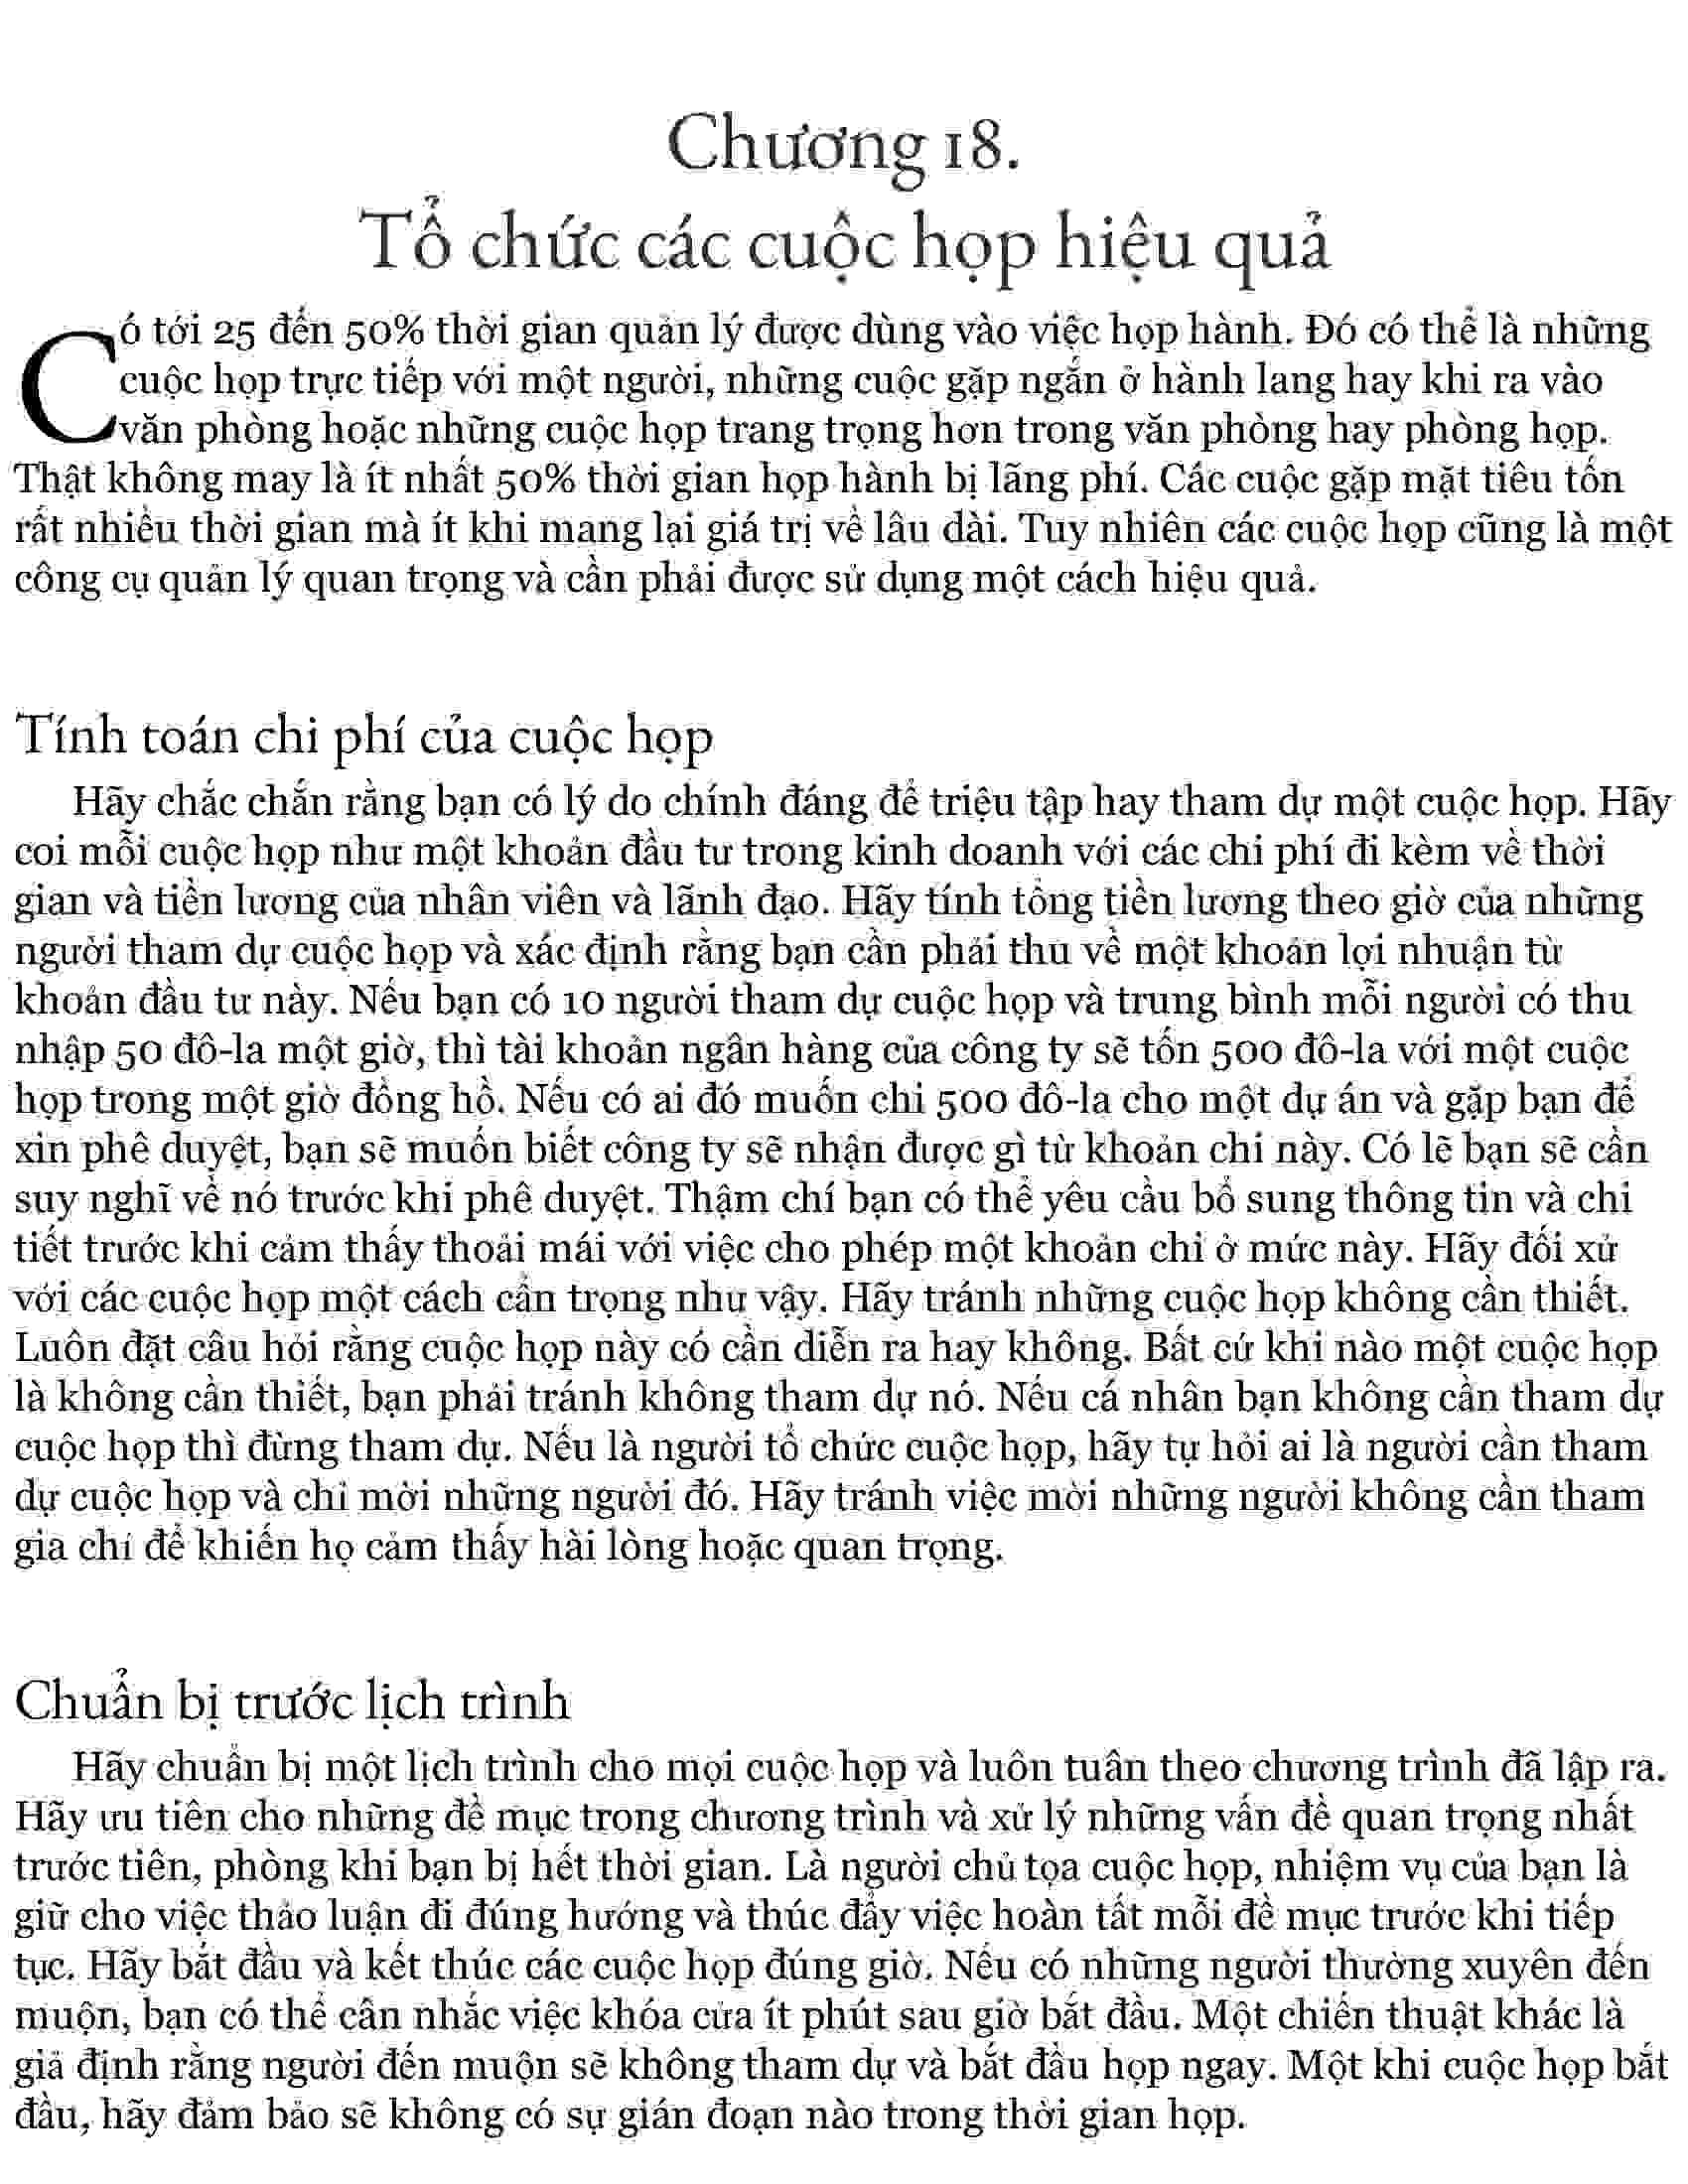 Chương 18.
Tổ chức các cuộc họp hiệu quả
Có tới 25 đến 50% thời gian quản lý được dùng vào việc họp hành. Đó có thể là những
cuộc họp trực tiếp với một người, những cuộc gặp ngắn ở hành lang hay khi ra vào
văn phòng hoặc những cuộc họp trang trọng hơn trong văn phòng hay phòng họp.
Thật không may là ít nhất 50% thời gian họp hành bị lãng phí. Các cuộc gặp mặt tiêu tốn
rất nhiều thời gian mà ít khi mang lại giá trị về lâu dài. Tuy nhiên các cuộc họp cũng là một
công cụ quản lý quan trọng và cần phải được sử dụng một cách hiệu quả.
Tính toán chi phí của cuộc họp
Hãy chắc chắn rằng bạn có lý do chính đáng để triệu tập hay tham dự một cuộc họp. Hãy
coi mỗi cuộc họp như một khoản đầu tư trong kinh doanh với các chi phí đi kèm về thời
gian và tiền lương của nhân viên và lãnh đạo. Hãy tính tổng tiền lương theo giờ của những
người tham dự cuộc họp và xác định rằng bạn cần phải thu về một khoản lợi nhuận từ
khoản đầu tư này. Nếu bạn có 10 người tham dự cuộc họp và trung bình mỗi người có thu
nhập 50 đô-la một giờ, thì tài khoản ngân hàng của công ty sẽ tốn 500 đô-la với một cuộc
họp trong một giờ đồng hồ. Nếu có ai đó muốn chi 500 đô-la cho một dự án và gặp bạn để
xin phê duyệt, bạn sẽ muốn biết công ty sẽ nhận được gì từ khoản chi này. Có lẽ bạn sẽ cần
suy nghĩ về nó trước khi phê duyệt. Thậm chí bạn có thể yêu cầu bổ sung thông tin và chi
tiết trước khi cảm thấy thoải mái với việc cho phép một khoản chi ở mức này. Hãy đối xử
với các cuộc họp một cách cẩn trọng như vậy. Hãy tránh những cuộc họp không cần thiết.
Luôn đặt câu hỏi rằng cuộc họp này có cần diễn ra hay không. Bất cứ khi nào một cuộc họp
là không cần thiết, bạn phải tránh không tham dự nó. Nếu cá nhân bạn không cần tham dự
cuộc họp thì đừng tham dự. Nếu là người tổ chức cuộc họp, hãy tự hỏi ai là người cần tham
dự cuộc họp và chỉ mời những người đó. Hãy tránh việc mời những người không cần tham
gia chỉ để khiến họ cảm thấy hài lòng hoặc quan trọng.
Chuẩn bị trước lịch trình
Hãy chuẩn bị một lịch trình cho mọi cuộc họp và luôn tuân theo chương trình đã lập ra.
Hãy ưu tiên cho những đề mục trong chương trình và xử lý những vấn đề quan trọng nhất
trước tiên, phòng khi bạn bị hết thời gian. Là người chủ tọa cuộc họp, nhiệm vụ của bạn là
giữ cho việc thảo luận đi đúng hướng và thúc đẩy việc hoàn tất mỗi đề mục trước khi tiếp
tục. Hãy bắt đầu và kết thúc các cuộc họp đúng giờ. Nếu có những người thường xuyên đến
muộn, bạn có thể cân nhắc việc khóa cửa ít phút sau giờ bắt đầu. Một chiến thuật khác là
giả định rằng người đến muộn sẽ không tham dự và bắt đầu họp ngay. Một khi cuộc họp bắt
đầu, hãy đảm bảo sẽ không có sự gián đoạn nào trong thời gian họp.